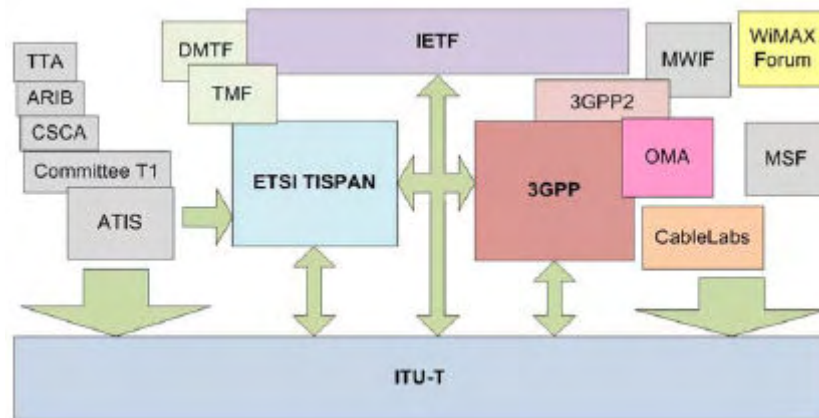 DMTF
IETF
WiMAX
Forum
MWIF
TTA
TMF
ARIB
3GPP2
CSCA
OMA
MSF
Committee T1
ETSI TISPAN
3GPP
ATIS
CableLabs
ITU-T